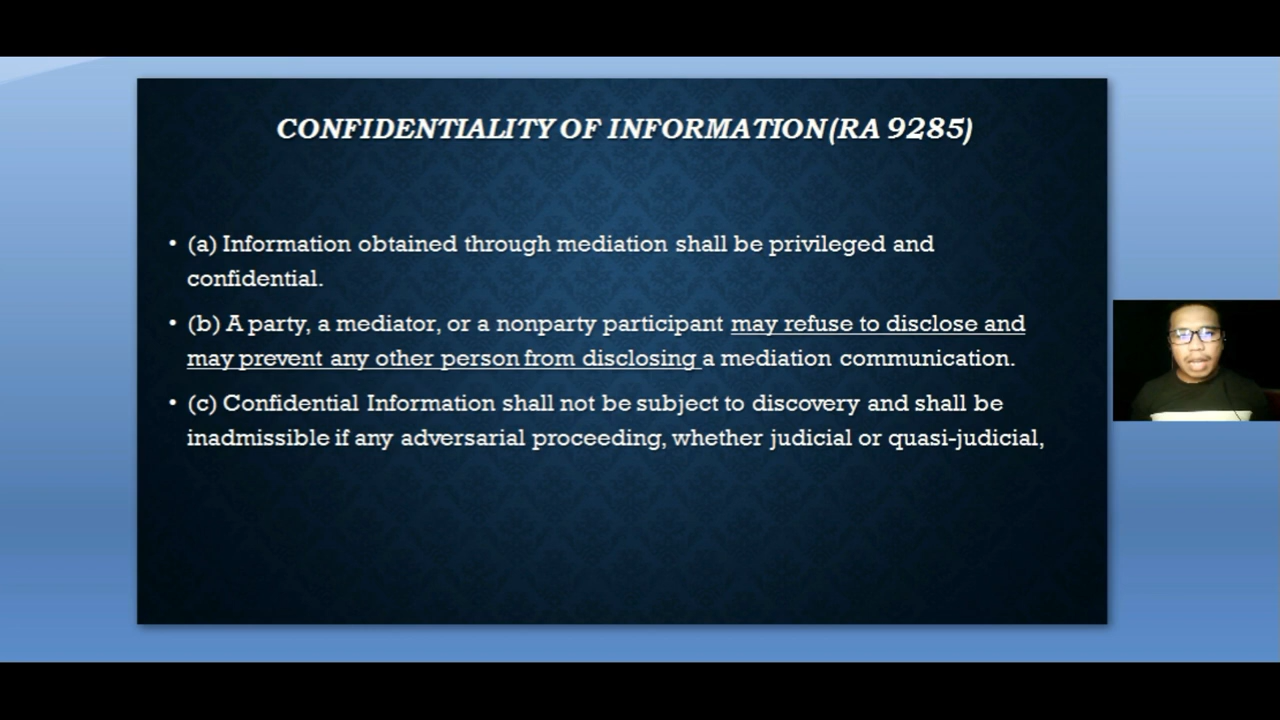 CONFIDENTIALITY OF INFORMATION(RA 9285)
• (a) Information obtained through mediation shall be privileged and
confidential.
• (b) A party, a mediator, or a nonparty participant may refuse to disclose and
may prevent any other person from disclosing a mediation communication.
• (c) Confidential Information shall not be subject to discovery and shall be
inadmissible if any adversarial proceeding, whether judicial or quasi-judicial,